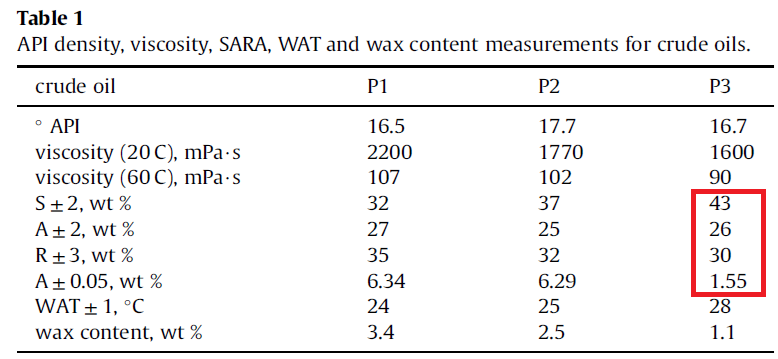 Table 1
API density, viscosity, SARA, WAT and wax content measurements for crude oils.
crude oil P1 P2 P3
° API 16.5 17.7 16.7
viscosity (20 C), mPa·s 2200 1770 1600
viscosity (60 C), mPa·s 107 102 90
S ± 2, wt % 32 37 43
A ± 2, wt % 27 25 26
R ± 3, wt % 35 32 30
A ± 0.05, wt % 6.34 6.29 1.55
WAT ± 1, °C 24 25 28
wax content, wt % 3.4 2.5 1.1